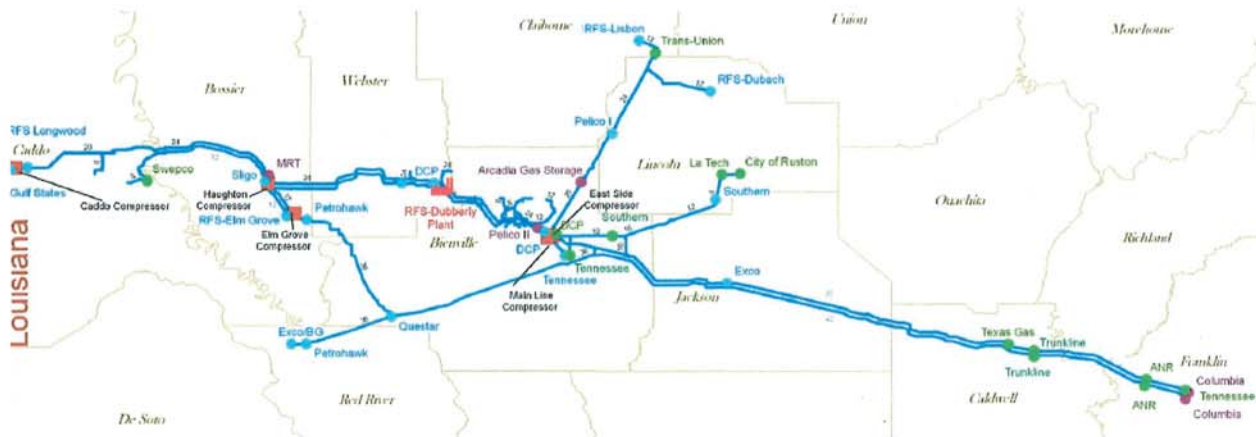 Claiborne
Union
Morehouse
RFS-Lisbon
Trans-Union
Webster
RFS-Dubach
Bossier
Pelico I
RFS Longwood
Caddo
MRT
Arcadia Gas Storage
Lincoln
La Tech
City of Ruston
Swepco
Sligo
DCP
Gulf States
Caddo Compressor
Haughton
Compressor
Petrohawk
RFS-Dubberly
Plant
East Side
Compressor
Southern
Southern
Ouachita
RFS-Elm Grove
Elm Grove
Compressor
Bienville
Pelico II
DCP
DCP
Richland
Tennessee
Tennessee
Main Line
Compressor
Exco
Jackson
Louisiana
Exco/BG
Questar
Petrohawk
Texas Gas
Trunkline
Trunkline
Franklin
ANR
Columbia
ANR
Tennessee
Columbia
Caldwell
De Soto
Red River